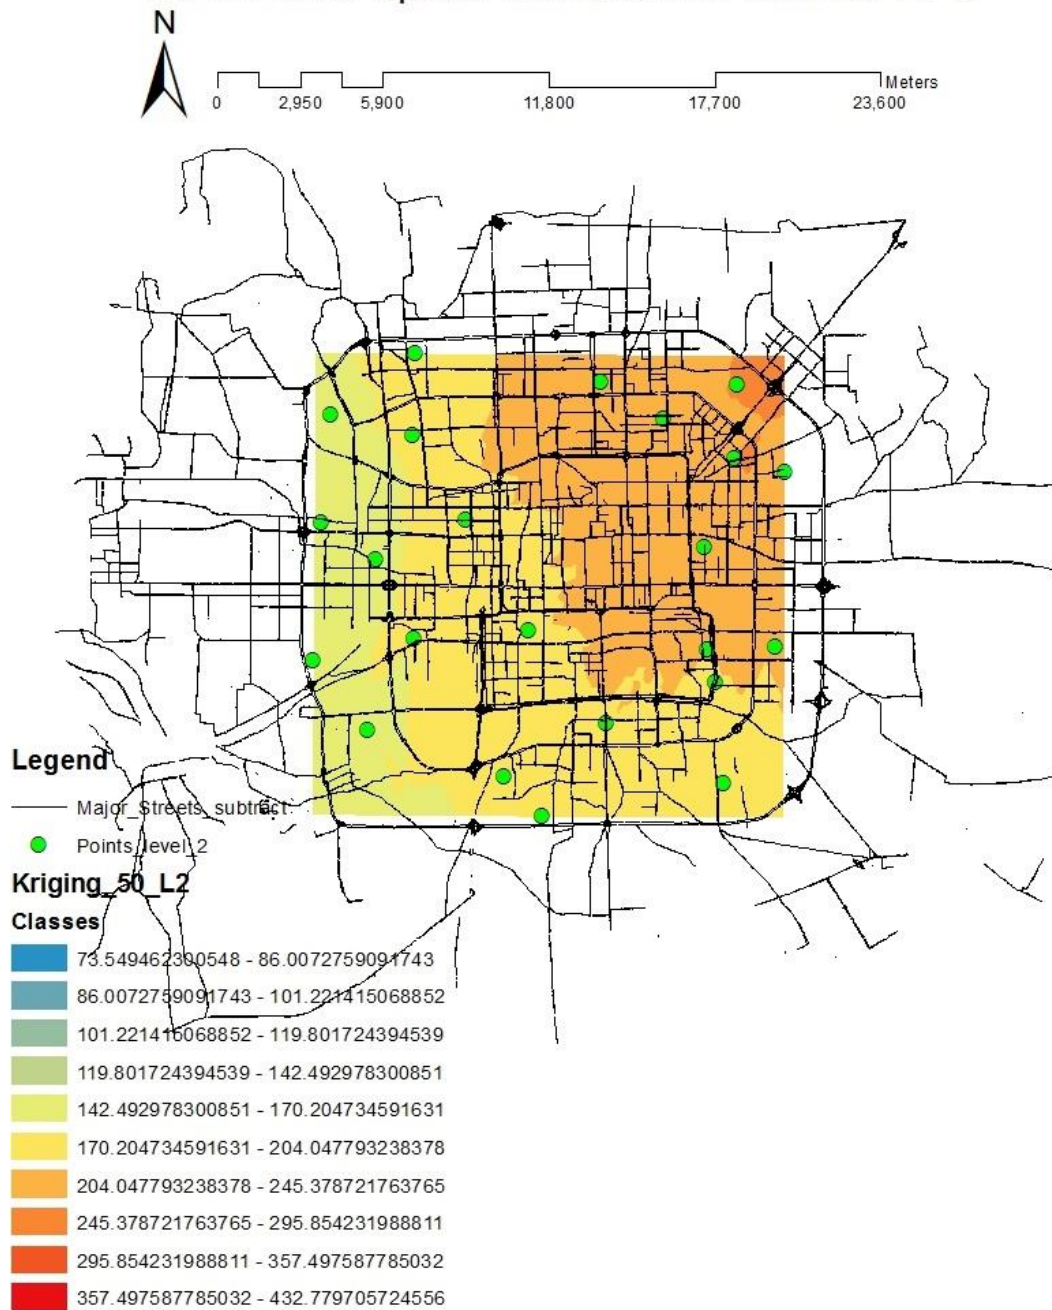 N
Meters
0 2,950 5,900 11,800 17,700 23,600
Legend
Major_Streets_subtract
Points_level_2
Kriging_50_L2
Classes
73.549462300548 - 86.0072759091743
86.0072759091743 - 101.221415068852
101.221415068852 - 119.801724394539
119.801724394539 - 142.492978300851
142.492978300851 - 170.204734591631
170.204734591631 - 204.047793238378
204.047793238378 - 245.378721763765
245.378721763765 - 295.854231988811
295.854231988811 - 357.497587785032
357.497587785032 - 432.779705724556